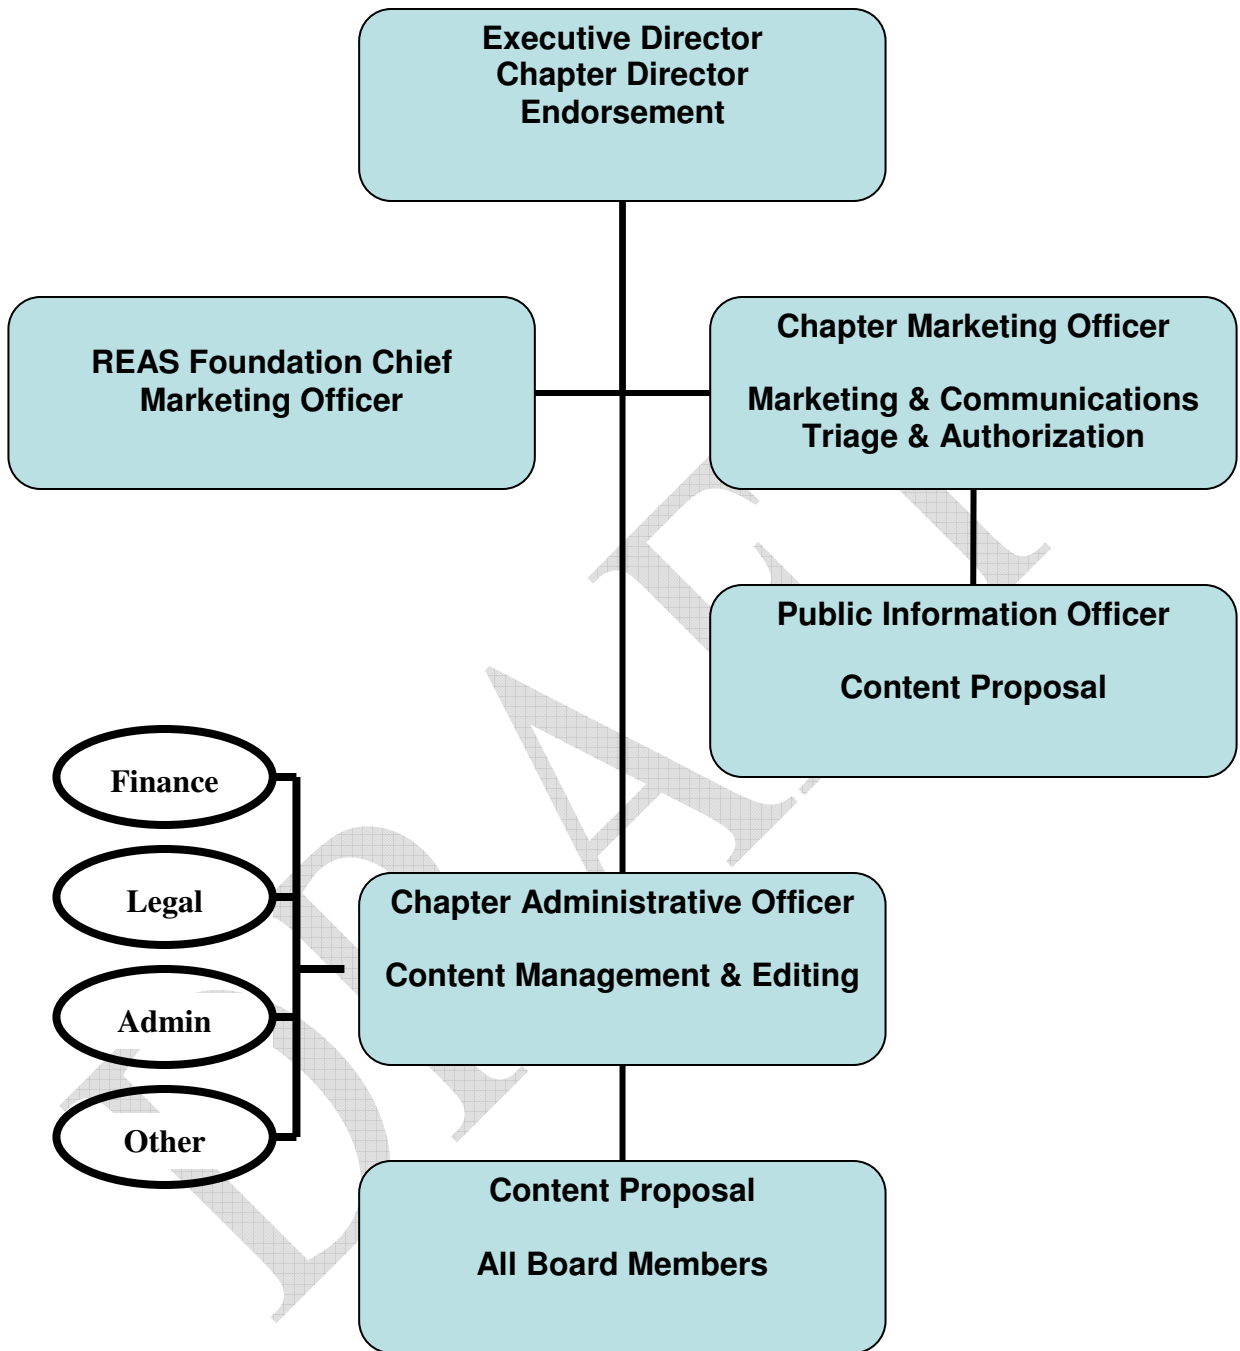 Executive Director
Chapter Director
Endorsement
REAS Foundation Chief
Marketing Officer
Chapter Marketing Officer
Marketing & Communications
Triage & Authorization
Public Information Officer
Content Proposal
Finance
Legal
Admin
Other
Chapter Administrative Officer
Content Management & Editing
Content Proposal
All Board Members
DRAFT